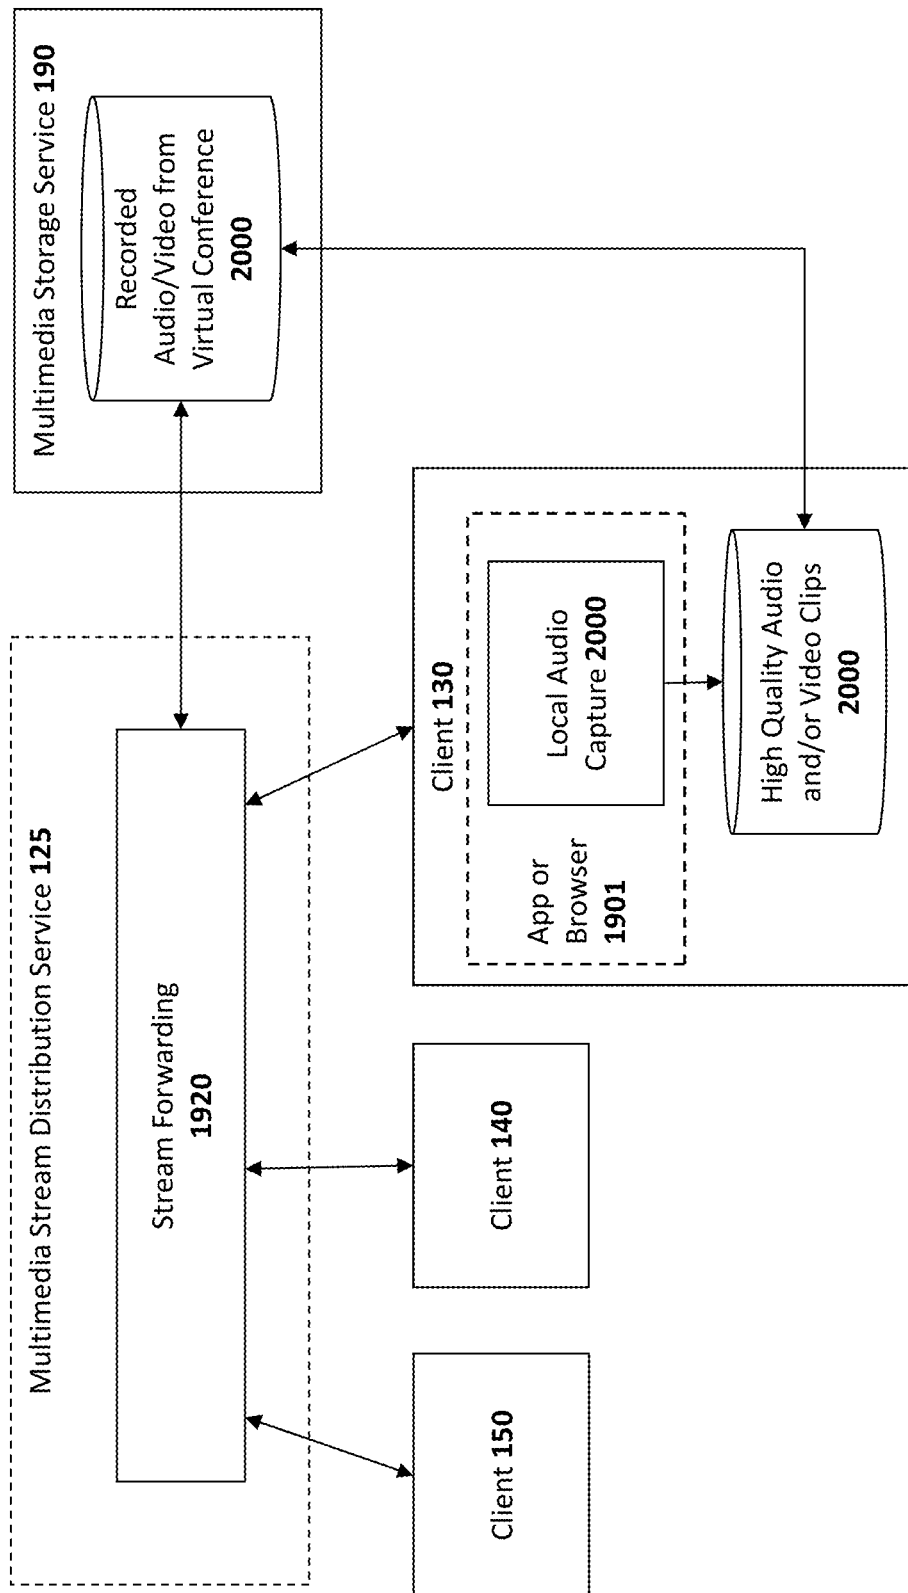 Multimedia Stream Distribution Service 125
Stream Forwarding
1920
Multimedia Storage Service 190
Recorded
Audio/Video from
Virtual Conference
2000
Client 150
Client 140
Client 130
App or
Browser
1901
Local Audio
Capture 2000
High Quality Audio
and/or Video Clips
2000